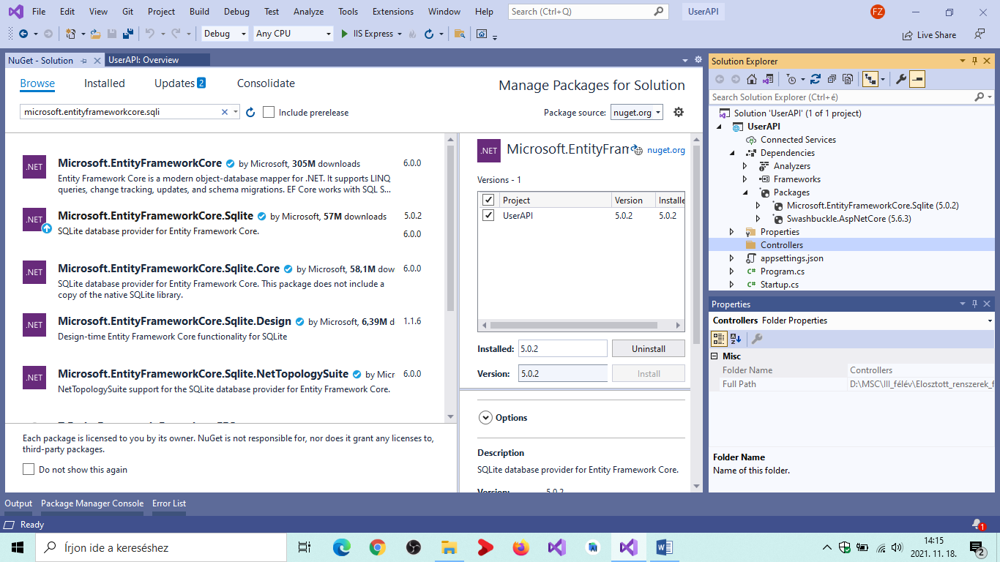 File Edit View Git Project Build Debug Test Analyze Tools Extensions Window Help Search (Ctrl+Q) UserAPI FZ
Debug Any CPU IIS Express Live Share
NuGet - Solution UserAPI: Overview
Browse Installed Updates 2 Consolidate
Manage Packages for Solution
microsoft.entityframeworkcore.sqli Include prerelease
Package source: nuget.org
.NET Microsoft.EntityFrameworkCore by Microsoft, 305M downloads 6.0.0
Entity Framework Core is a modern object-database mapper for .NET. It supports LINQ
queries, change tracking, updates, and schema migrations. EF Core works with SQL S...
.NET Microsoft.EntityFrameworkCore.Sqlite by Microsoft, 57M downloads 5.0.2
SQLite database provider for Entity Framework Core. 6.0.0
.NET Microsoft.EntityFrameworkCore.Sqlite.Core by Microsoft, 58,1M dow 6.0.0
SQLite database provider for Entity Framework Core. This package does not include a
copy of the native SQLite library.
.NET Microsoft.EntityFrameworkCore.Sqlite.Design by Microsoft, 6,39M d 1.1.6
Design-time Entity Framework Core functionality for SQLite
.NET Microsoft.EntityFrameworkCore.Sqlite.NetTopologySuite by Micr 6.0.0
NetTopologySuite support for the SQLite database provider for Entity Framework Core.
Each package is licensed to you by its owner. NuGet is not responsible for, nor does it grant any licenses to,
third-party packages.
Do not show this again
.NET Microsoft.EntityFran nuget.org
Versions - 1
Project Version Installe
UserAPI 5.0.2 5.0.2
Installed: 5.0.2 Uninstall
Version: 5.0.2 Install
Options
Description
SQLite database provider for Entity Framework Core.
Version: 5.0.2
Solution Explorer
Search Solution Explorer (Ctrl+é)
Solution 'UserAPI' (1 of 1 project)
UserAPI
Connected Services
Dependencies
Analyzers
Frameworks
Packages
Microsoft.EntityFrameworkCore.Sqlite (5.0.2)
Swashbuckle.AspNetCore (5.6.3)
Properties
Controllers
appsettings.json
C# Program.cs
C# Startup.cs
Properties
Controllers Folder Properties
Misc
Folder Name Controllers
Full Path D:\MSC\III_félév\Elosztott_renszerek_f
Folder Name
Name of this folder.
Output Package Manager Console Error List
Ready 1
Írjon ide a kereséshez
14:15
2021. 11. 18. 2